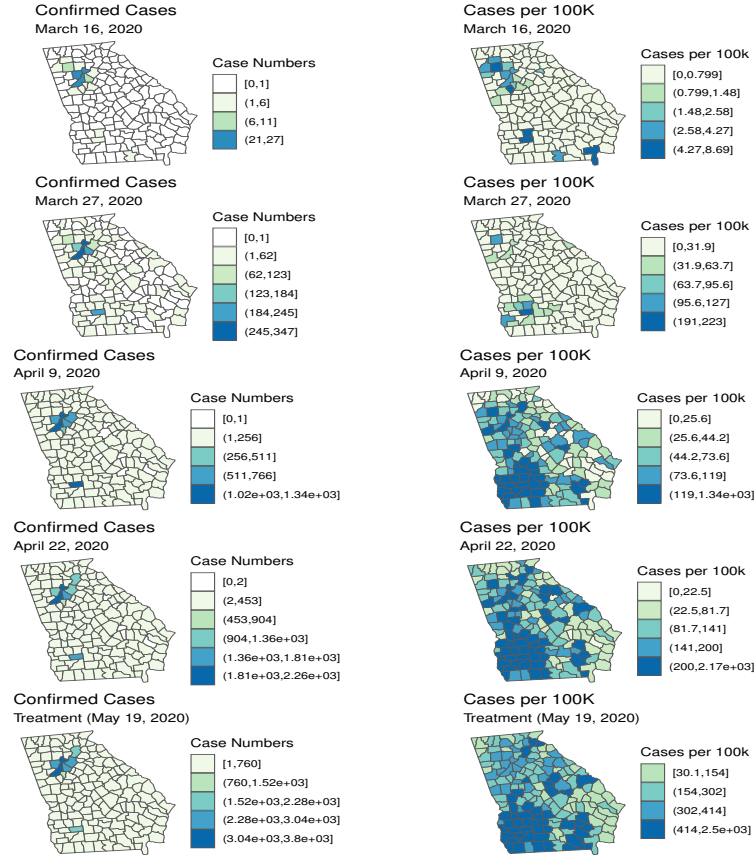 Confirmed Cases
March 16, 2020
Case Numbers
[0,1]
(1,6]
(6,11]
(21,27]
Cases per 100K
March 16, 2020
Cases per 100K
[0,0.799]
(0.799,1.48]
(1.48,2.58]
(2.58,4.27]
(4.27,8.69]
Confirmed Cases
March 27, 2020
Case Numbers
[0,1]
(1,62]
(62,123]
(123,184]
(184,245]
(245,347]
Cases per 100K
March 27, 2020
Cases per 100k
[0,31.9]
(31.9,63.7]
(63.7,95.6]
(95.6,127]
(191,223]
Confirmed Cases
April 9, 2020
Case Numbers
[0,1]
(1,256]
(256,511]
(511,766]
(1.02e+03,1.34e+03]
Cases per 100K
April 9, 2020
Cases per 100k
[0,25.6]
(25.6,44.2]
(44.2,73.6]
(73.6,119]
(119,1.34e+03]
Confirmed Cases
April 22, 2020
Case Numbers
[0,2]
(2,453]
(453,904]
(904,1.36e+03]
(1.36e+03,1.81e+03]
(1.81e+03,2.26e+03]
Cases per 100K
April 22, 2020
Cases per 100k
[0,22.5]
(22.5,81.7]
(81.7,141]
(141,200]
(200,2.17e+03]
Confirmed Cases
Treatment (May 19, 2020)
Case Numbers
[1,760]
(760,1.52e+03]
(1.52e+03,2.28e+03]
(2.28e+03,3.04e+03]
(3.04e+03,3.8e+03]
Cases per 100K
Treatment (May 19, 2020)
Cases per 100k
[30.1,154]
(154,302]
(302,414]
(414,2.5e+03]